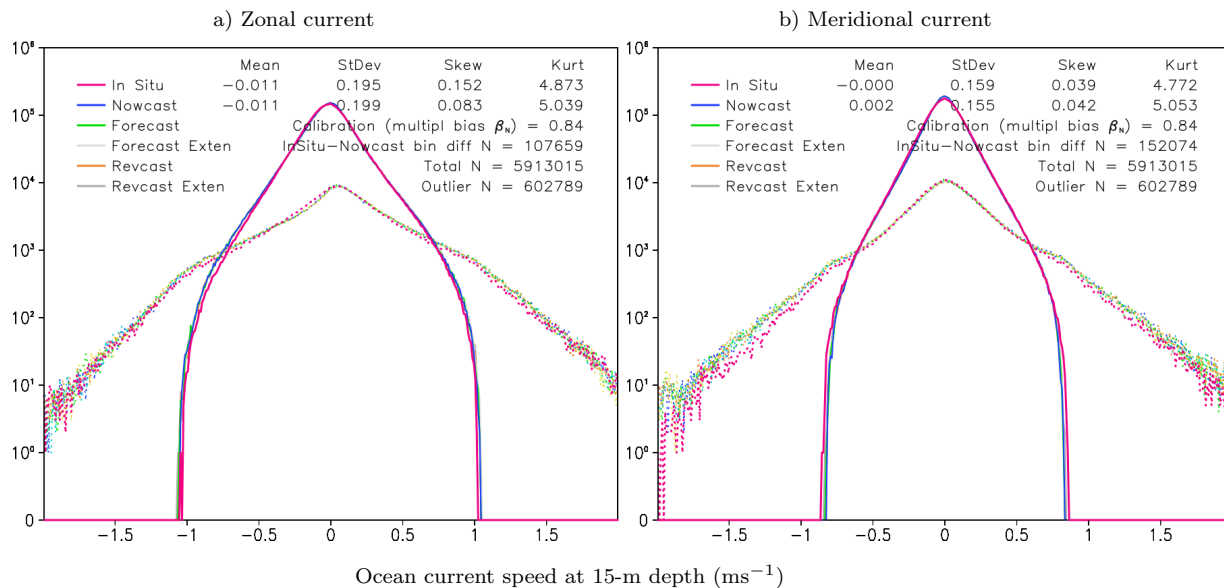 a) Zonal current
10⁶
10⁵
10⁴
10³
10²
10¹
10⁰
0
Mean StDev Skew Kurt
In Situ −0.011 0.195 0.152 4.873
Nowcast −0.011 0.199 0.083 5.039
Forecast Calibration (multipl bias βN) = 0.84
Forecast Exten InSitu−Nowcast bin diff N = 107659
Revcast Total N = 5913015
Revcast Exten Outlier N = 602789
−1.5 −1 −0.5 0 0.5 1 1.5
b) Meridional current
10⁶
10⁵
10⁴
10³
10²
10¹
10⁰
0
Mean StDev Skew Kurt
In Situ −0.000 0.159 0.039 4.772
Nowcast 0.002 0.155 0.042 5.053
Forecast Calibration (multipl bias βN) = 0.84
Forecast Exten InSitu−Nowcast bin diff N = 152074
Revcast Total N = 5913015
Revcast Exten Outlier N = 602789
−1.5 −1 −0.5 0 0.5 1 1.5
Ocean current speed at 15-m depth (ms⁻¹)